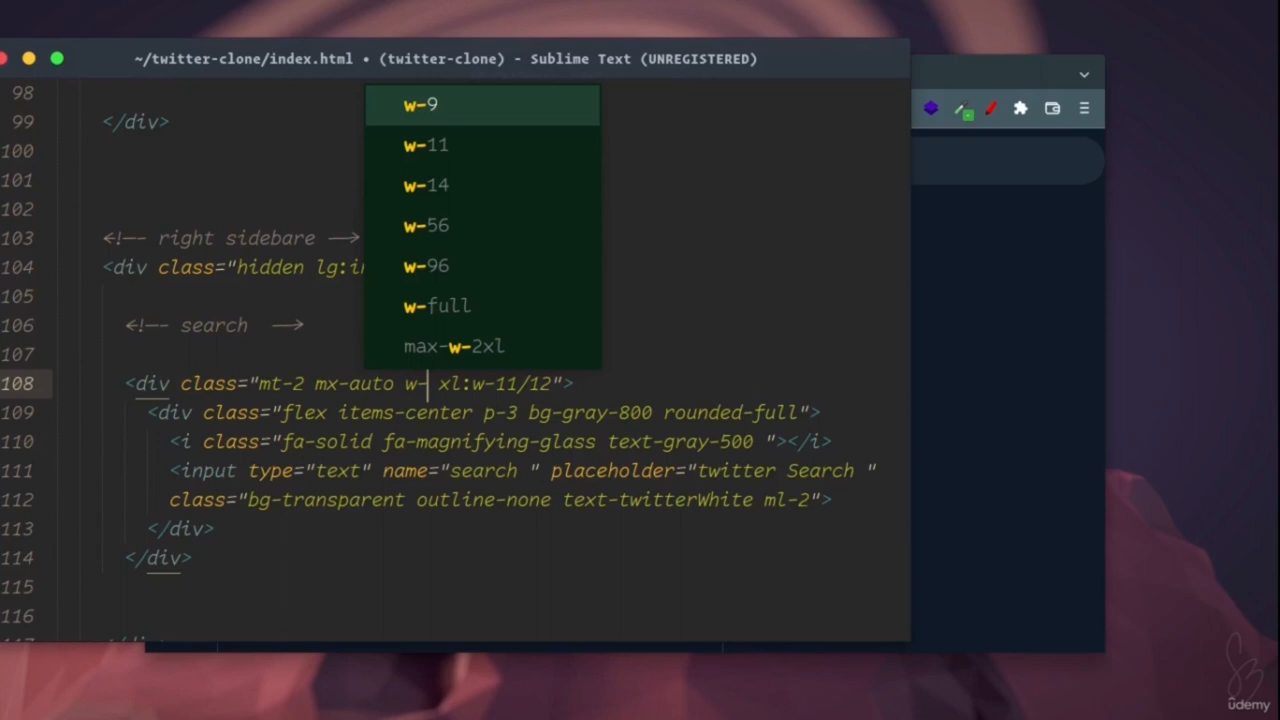 ~/twitter-clone/index.html • (twitter-clone) - Sublime Text (UNREGISTERED)
98
99 </div>
100
101
102
103 <!-- right sidebare -->
104 <div class="hidden lg:
105
106 <!-- search -->
107
108 <div class="mt-2 mx-auto w- xl:w-11/12">
109 <div class="flex items-center p-3 bg-gray-800 rounded-full">
110 <i class="fa-solid fa-magnifying-glass text-gray-500 "></i>
111 <input type="text" name="search " placeholder="twitter Search "
112 class="bg-transparent outline-none text-twitterWhite ml-2">
113 </div>
114 </div>
115
116
w-9
w-11
w-14
w-56
w-96
w-full
max-w-2xl
ûdemy